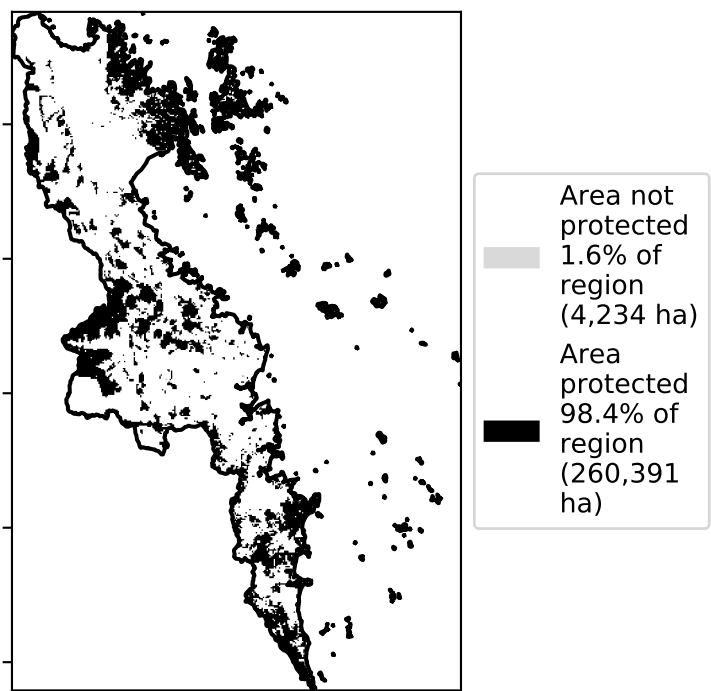 Area not
protected
1.6% of
region
(4,234 ha)
Area
protected
98.4% of
region
(260,391
ha)